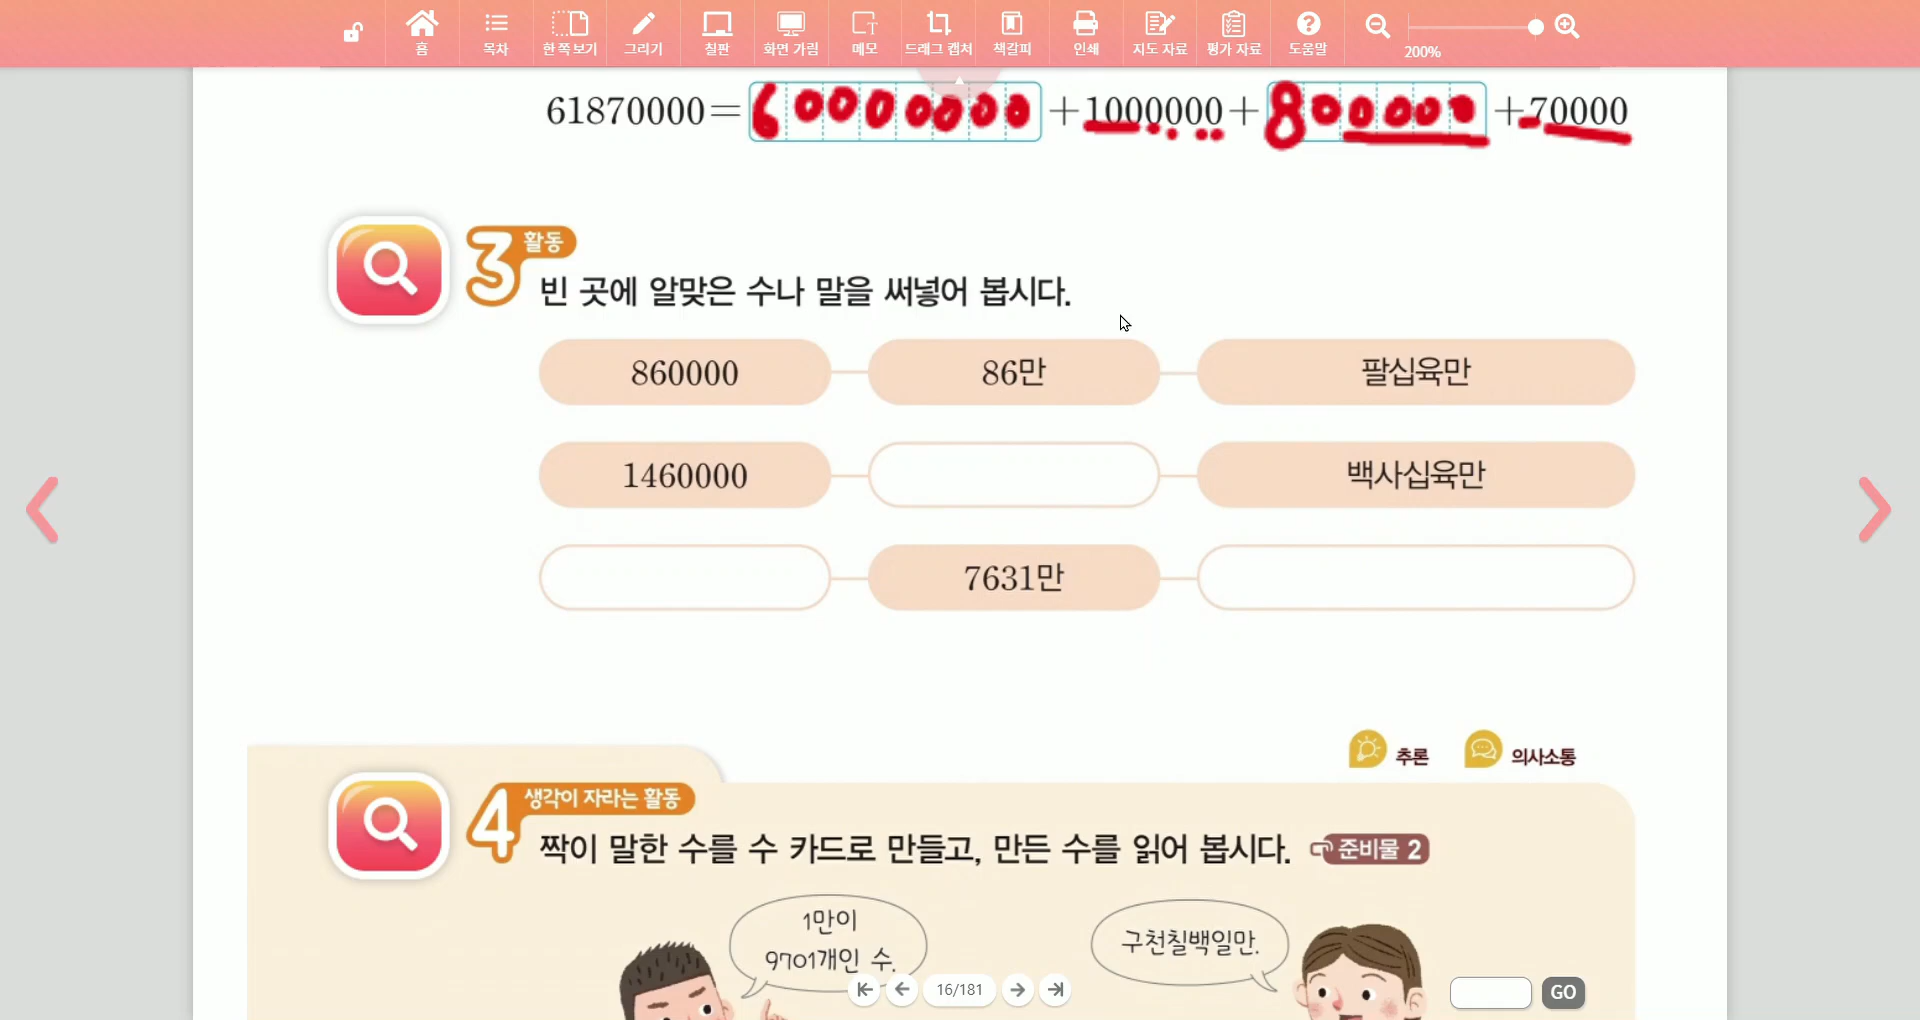 홈 목차 한 쪽 보기 그리기 칠판 화면 가림 메모 드래그 캡처 책갈피 인쇄 지도 자료 평가 자료 도움말 200%
61870000=60000000+1000000+800000+70000
3 활동
빈 곳에 알맞은 수나 말을 써넣어 봅시다.
860000 86만 팔십육만
1460000 백사십육만
7631만
추론 의사소통
4 생각이 자라는 활동
짝이 말한 수를 수 카드로 만들고, 만든 수를 읽어 봅시다. 준비물 2
1만이
9701개인 수.
구천칠백일만.
16/181
GO